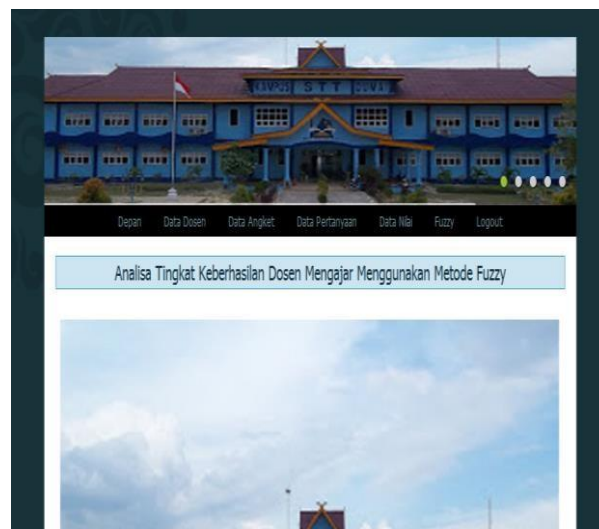 KAMPUS STT DUMAI
Depan Data Dosen Data Angket Data Pertanyaan Data Nilai Fuzzy Logout
Analisa Tingkat Keberhasilan Dosen Mengajar Menggunakan Metode Fuzzy